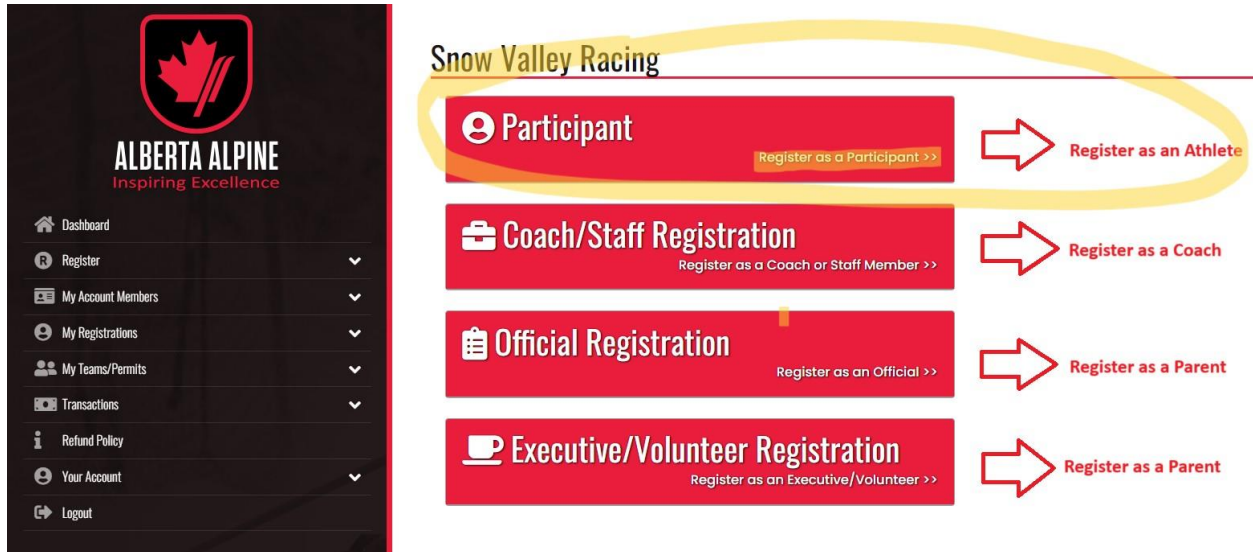 ALBERTA ALPINE
Inspiring Excellence
Dashboard
R Register
My Account Members
My Registrations
My Teams/Permits
Transactions
Refund Policy
Your Account
Logout
Snow Valley Racing
Participant
Register as a Participant >>
Register as an Athlete
Coach/Staff Registration
Register as a Coach or Staff Member >>
Register as a Coach
Official Registration
Register as an Official >>
Register as a Parent
Executive/Volunteer Registration
Register as an Executive/Volunteer >>
Register as a Parent